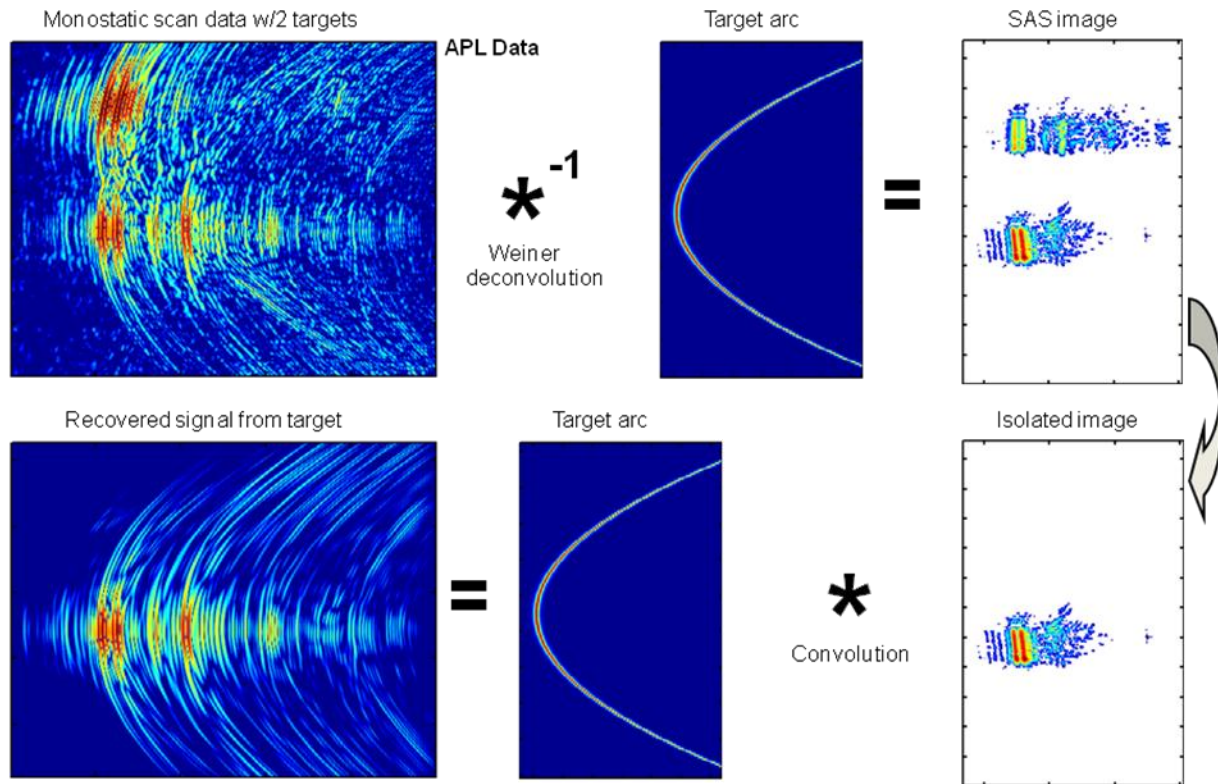 Monostatic scan data w/2 targets
Target arc
SAS image
APL Data
* -1
Weiner
deconvolution
=
Recovered signal from target
Target arc
Isolated image
=
*
Convolution